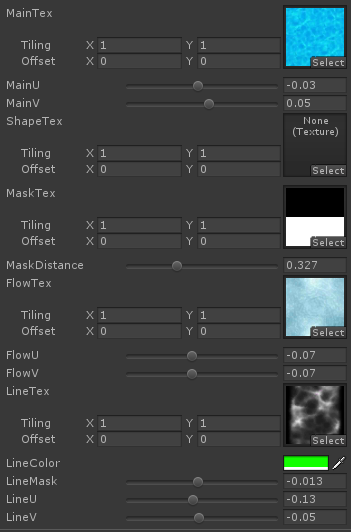 MainTex
Tiling X 1 Y 1
Offset X 0 Y 0
Select
MainU -0.03
MainV 0.05
ShapeTex
None
(Texture)
Tiling X 1 Y 1
Offset X 0 Y 0
Select
MaskTex
Tiling X 1 Y 1
Offset X 0 Y 0
Select
MaskDistance 0.327
FlowTex
Tiling X 1 Y 1
Offset X 0 Y 0
Select
FlowU -0.07
FlowV -0.07
LineTex
Tiling X 1 Y 1
Offset X 0 Y 0
Select
LineColor
LineMask -0.013
LineU -0.13
LineV -0.05